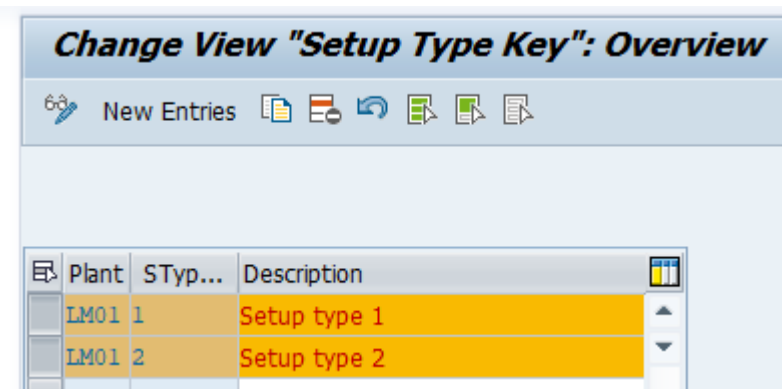 Change View "Setup Type Key": Overview
New Entries
Plant STyp... Description
LM01 1 Setup type 1
LM01 2 Setup type 2